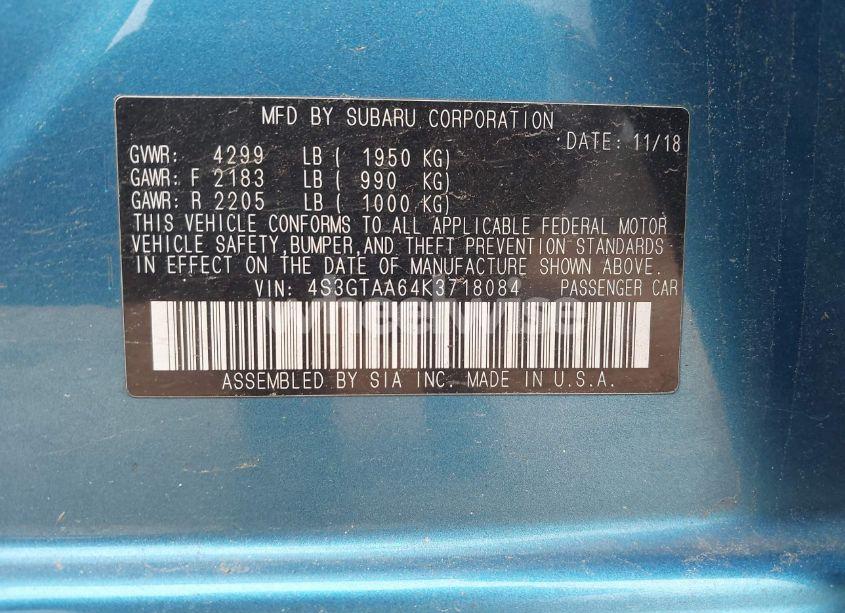 MFD BY SUBARU CORPORATION
DATE: 11/18
GVWR: 4299 LB ( 1950 KG)
GAWR: F 2183 LB ( 990 KG)
GAWR: R 2205 LB ( 1000 KG)
THIS VEHICLE CONFORMS TO ALL APPLICABLE FEDERAL MOTOR
VEHICLE SAFETY,BUMPER,AND THEFT PREVENTION STANDARDS
IN EFFECT ON THE DATE OF MANUFACTURE SHOWN ABOVE.
VIN: 4S3GTAA64K3718084 PASSENGER CAR
WheelWise
ASSEMBLED BY SIA INC. MADE IN U.S.A.